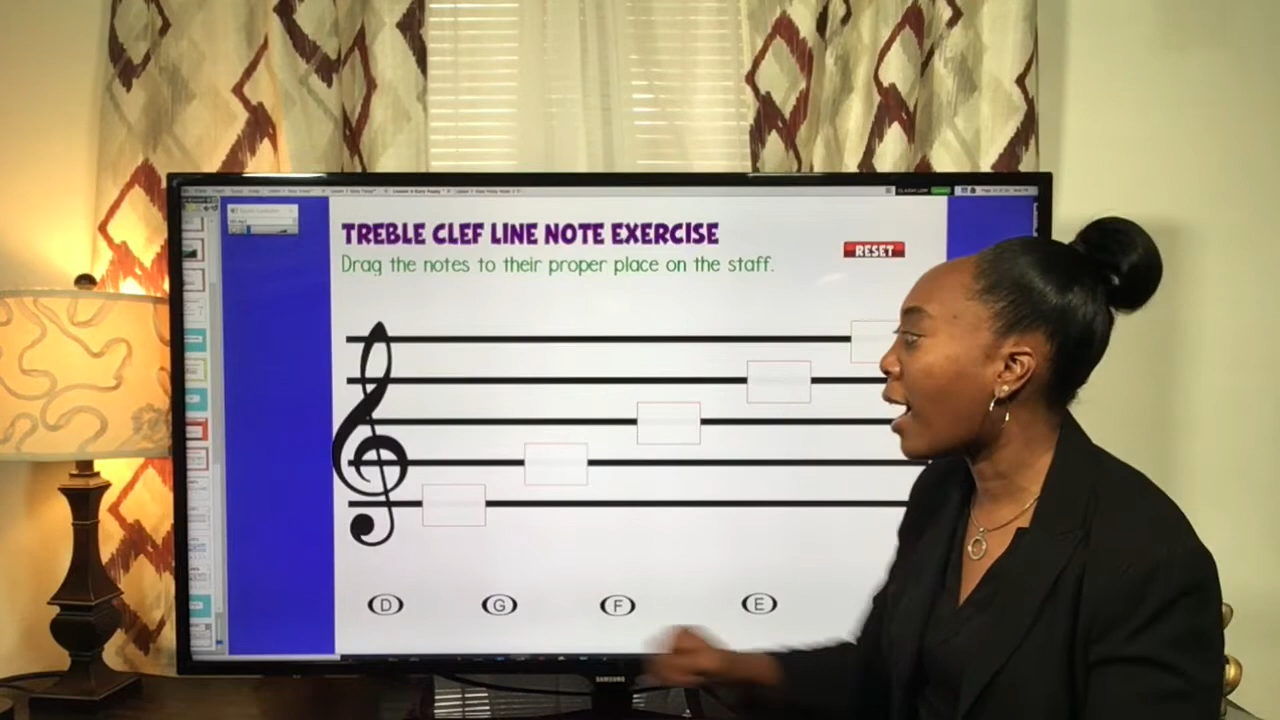 TREBLE CLEF LINE NOTE EXERCISE
RESET
Drag the notes to their proper place on the staff.
D G F E
SAMSUNG